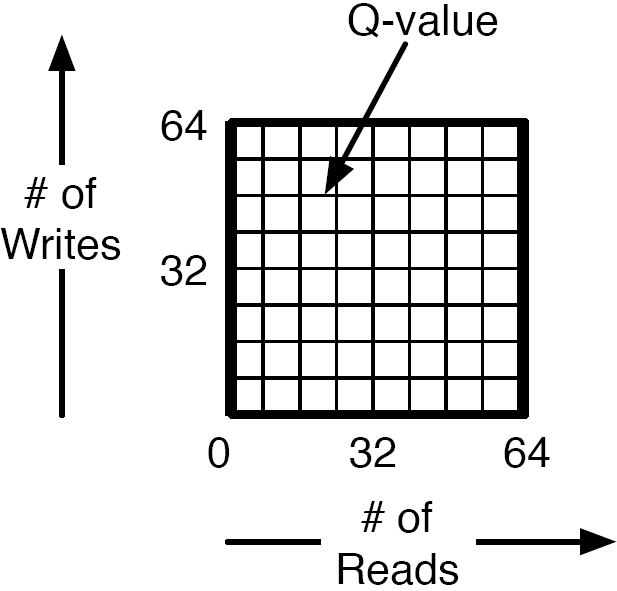 Q-value
64
# of
Writes
32
0
32
64
# of
Reads